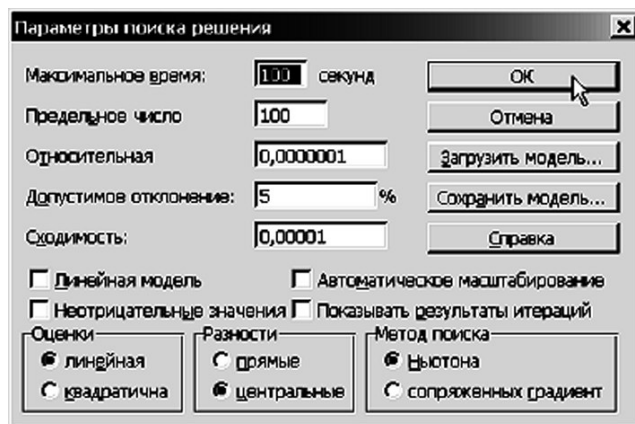 Параметры поиска решения
Максимальное время: 100 секунд OK
Предельное число 100 Отмена
Относительная 0,0000001 Загрузить модель...
Допустимое отклонение: 5 % Сохранить модель...
Сходимость: 0,00001 Справка
Линейная модель Автоматическое масштабирование
Неотрицательные значения Показывать результаты итераций
Оценки Разности Метод поиска
линейная прямые Ньютона
квадратична центральные сопряженных градиент